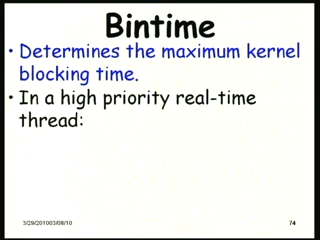 Bintime
• Determines the maximum kernel
blocking time.
• In a high priority real-time
thread:
3/29/201003/08/10
74